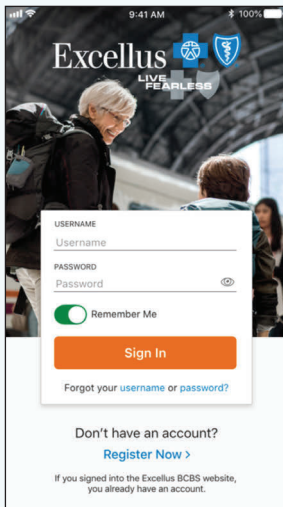 9:41 AM
100%
Excellus
LIVE
FEARLESS
USERNAME
Username
PASSWORD
Password
Remember Me
Sign In
Forgot your username or password?
Don't have an account?
Register Now >
If you signed into the Excellus BCBS website,
you already have an account.